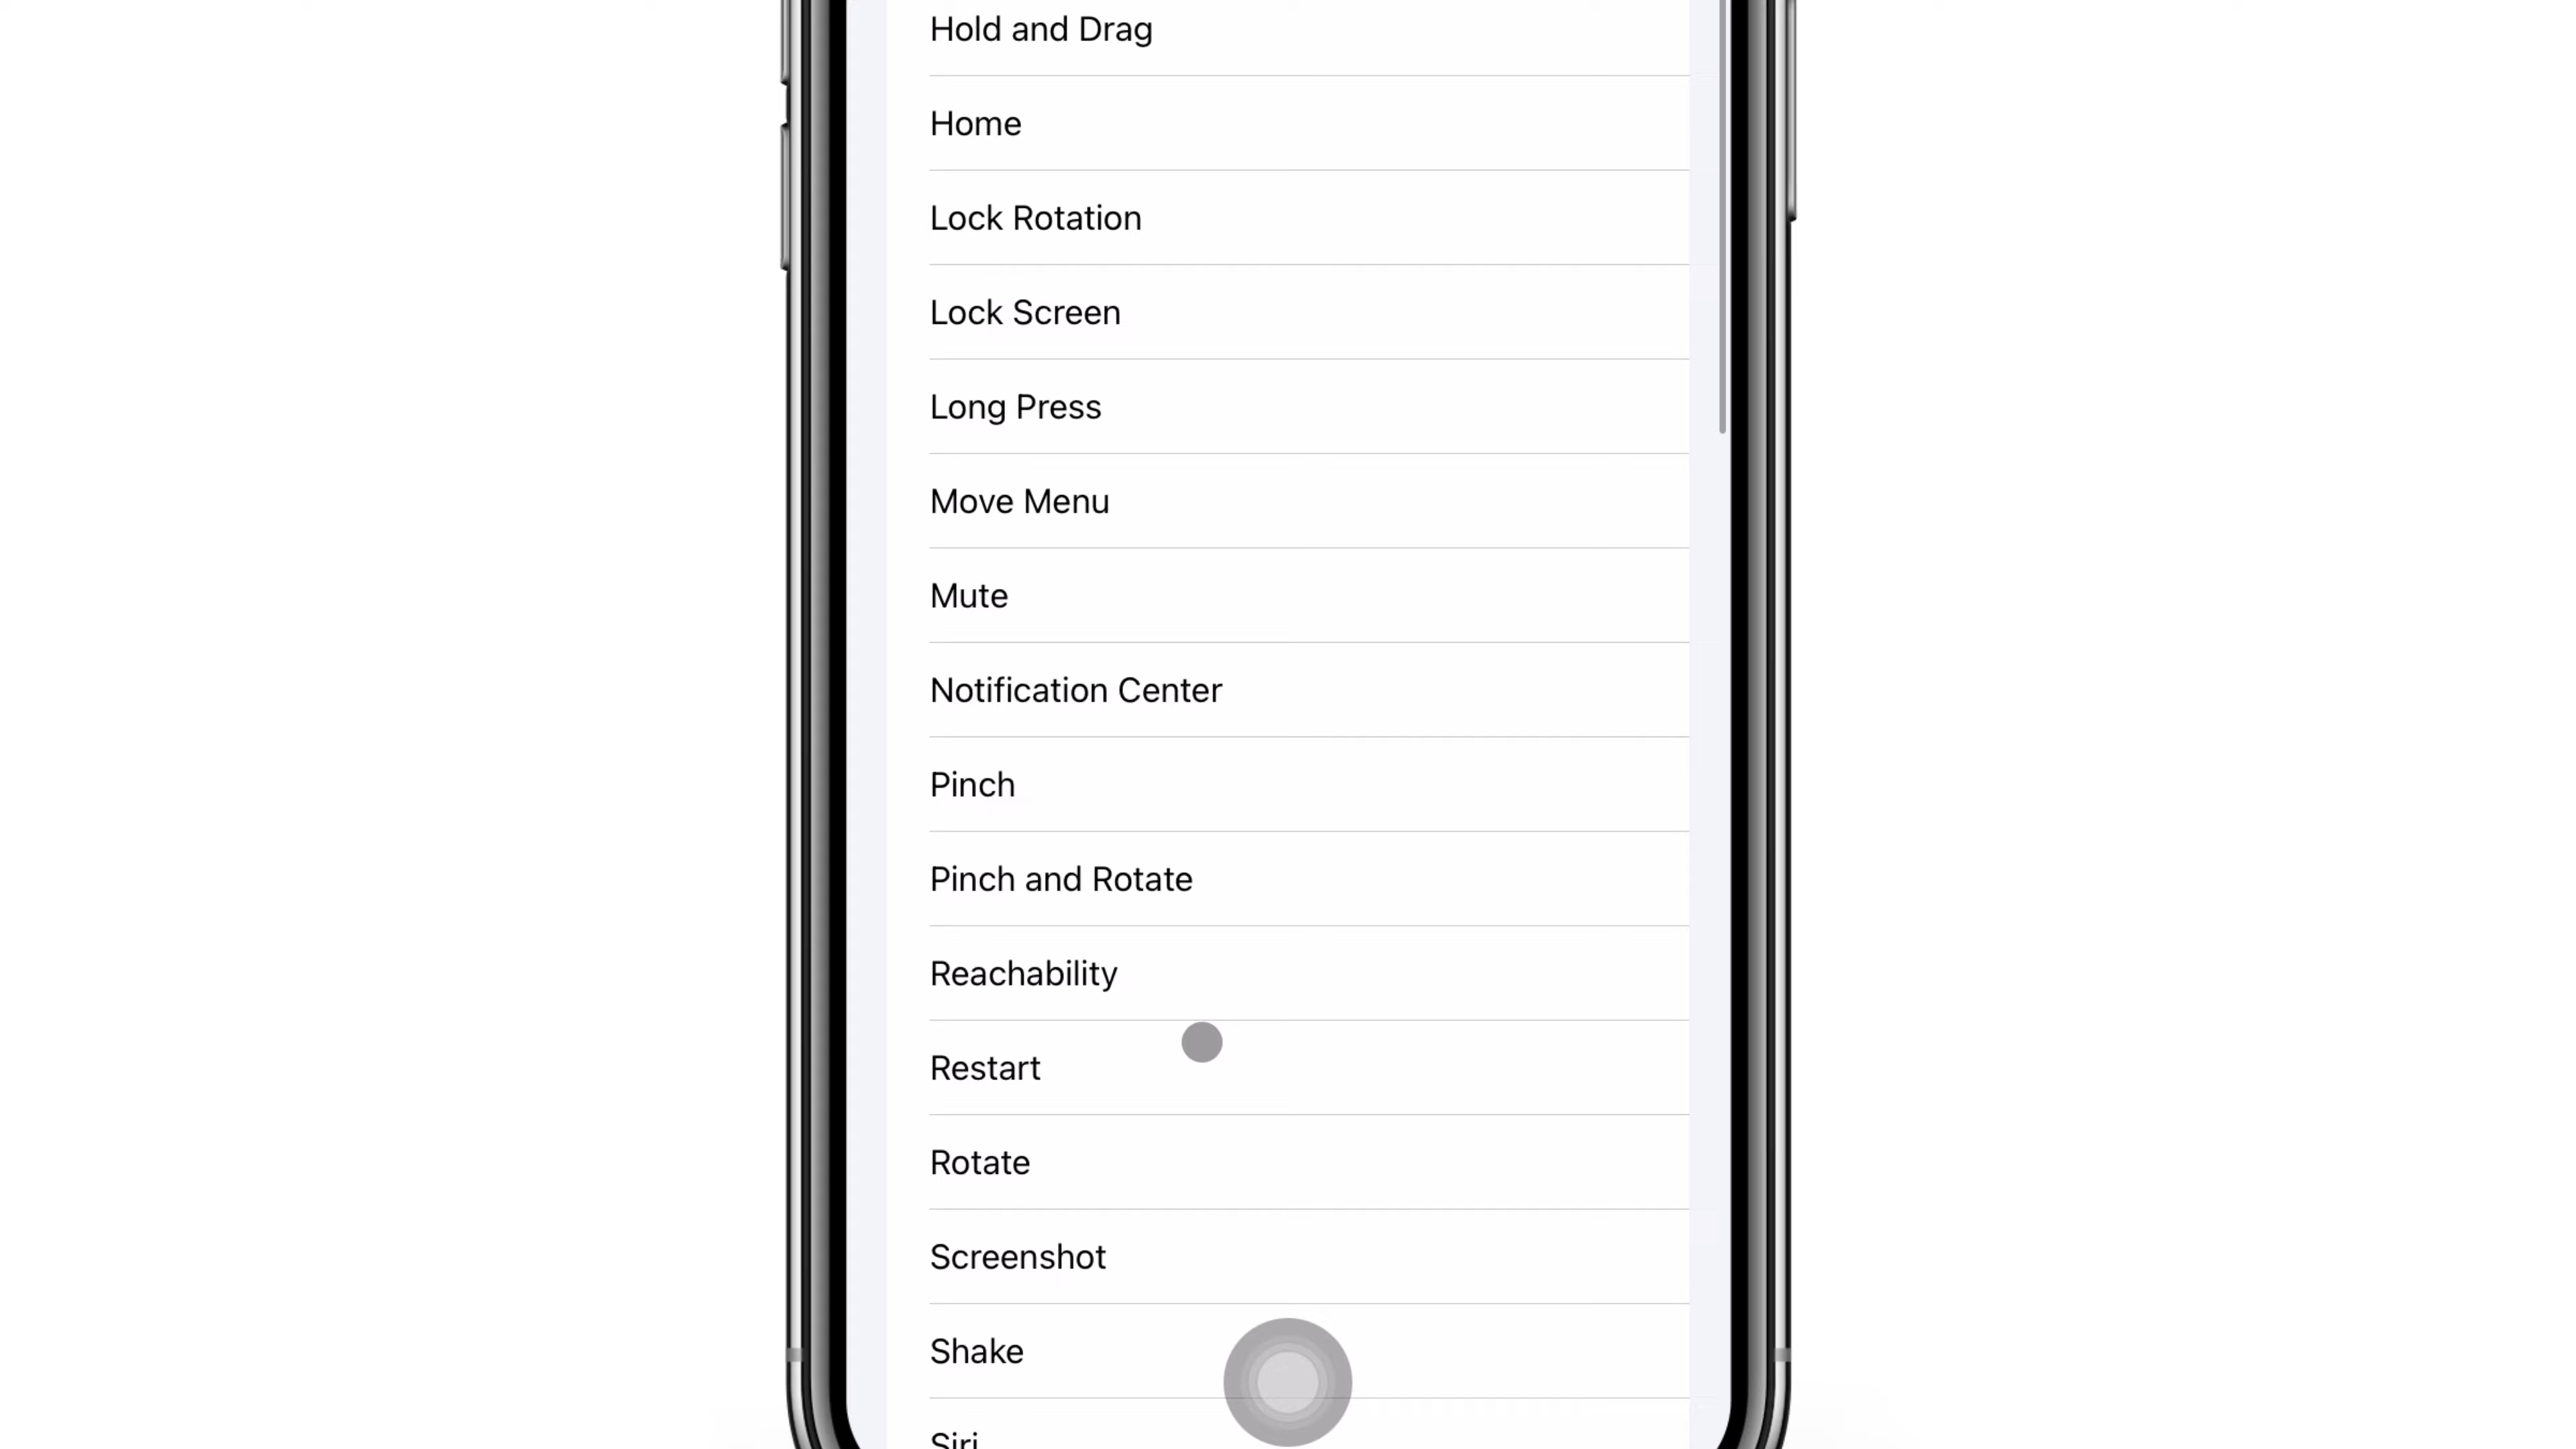 Hold and Drag
Home
Lock Rotation
Lock Screen
Long Press
Move Menu
Mute
Notification Center
Pinch
Pinch and Rotate
Reachability
Restart
Rotate
Screenshot
Shake
Siri